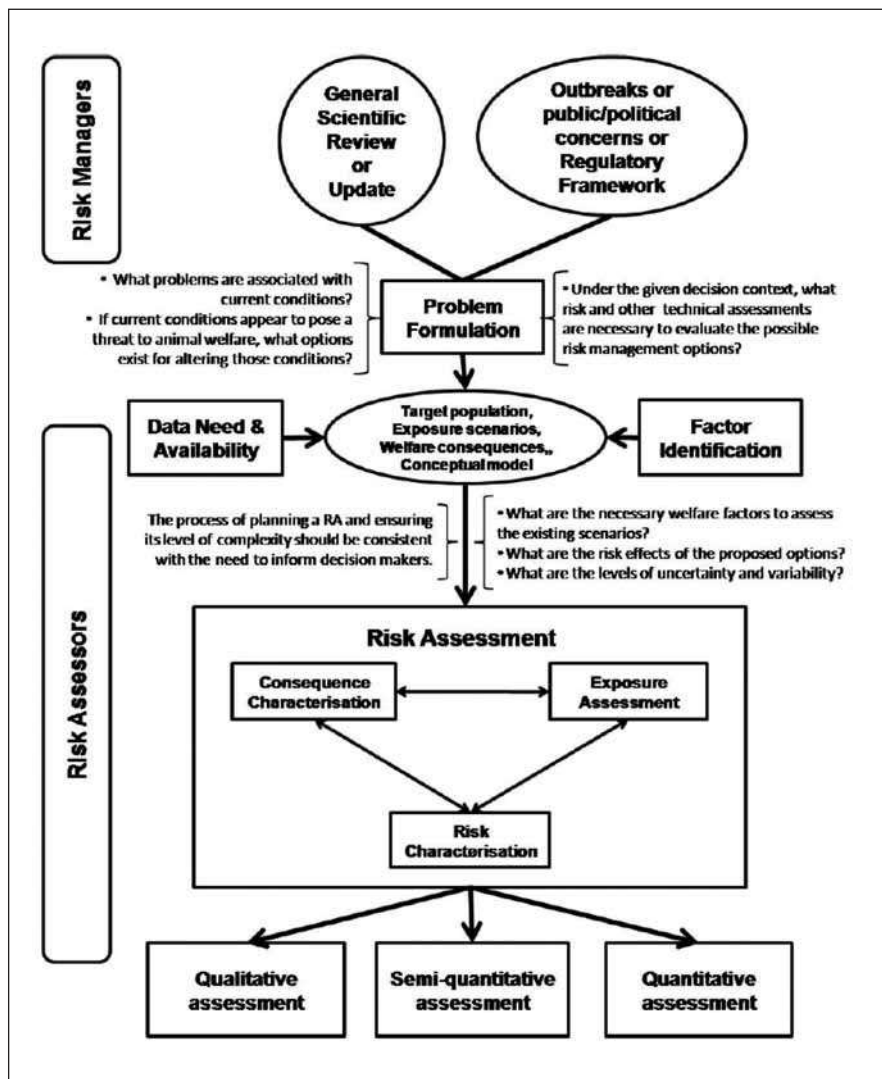 Risk Managers
General
Scientific
Review
or
Update
Outbreaks or
public/political
concerns or
Regulatory
Framework
• What problems are associated with
current conditions?
• If current conditions appear to pose a
threat to animal welfare, what options
exist for altering those conditions?
Problem
Formulation
• Under the given decision context, what
risk and other technical assessments
are necessary to evaluate the possible
risk management options?
Risk Assessors
Data Need &
Availability
Target population,
Exposure scenarios,
Welfare consequences,,
Conceptual model
Factor
Identification
The process of planning a RA and ensuring
its level of complexity should be consistent
with the need to inform decision makers.
• What are the necessary welfare factors to assess
the existing scenarios?
• What are the risk effects of the proposed options?
• What are the levels of uncertainty and variability?
Risk Assessment
Consequence
Characterisation
Exposure
Assessment
Risk
Characterisation
Qualitative
assessment
Semi-quantitative
assessment
Quantitative
assessment